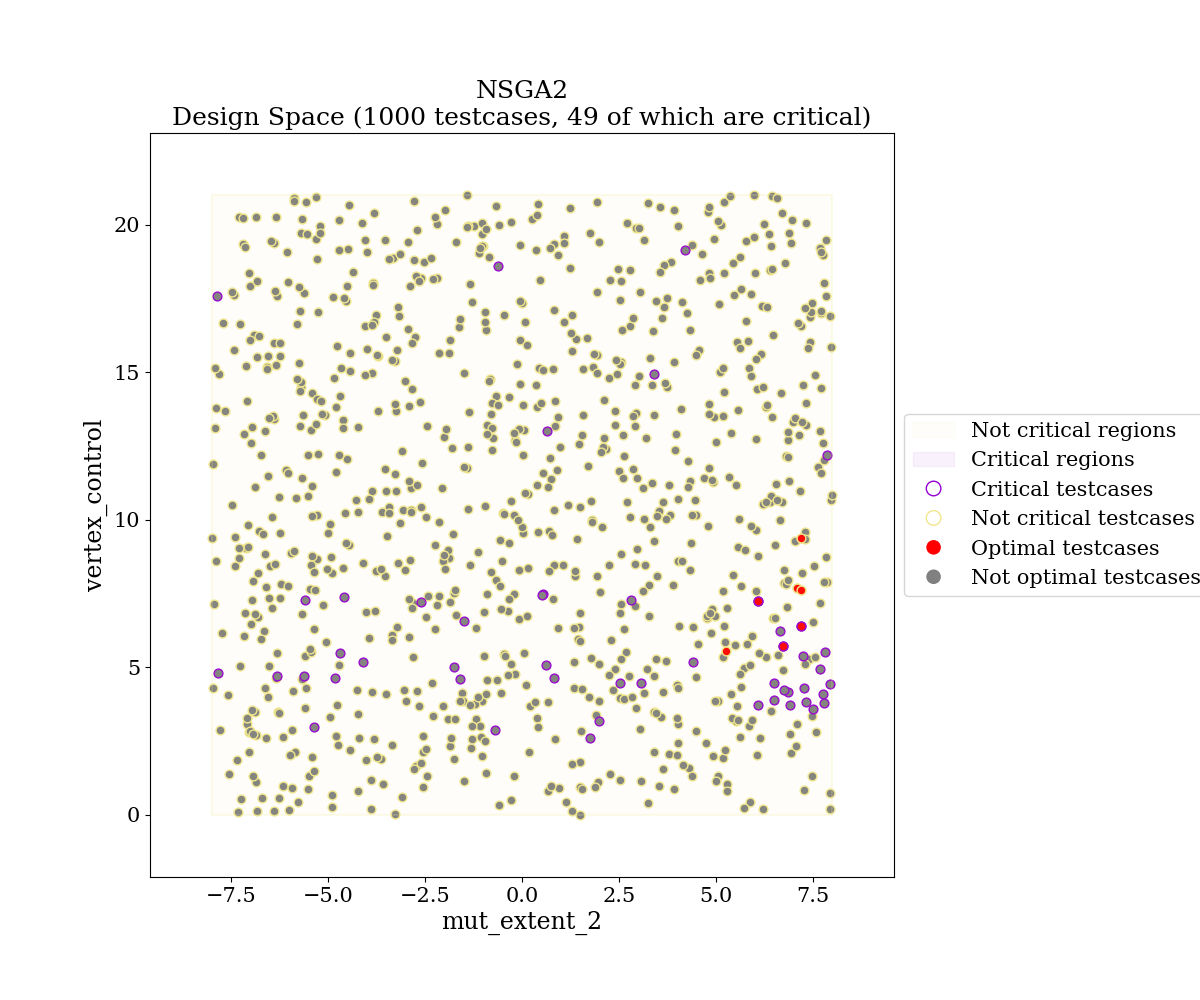 NSGA2
Design Space (1000 testcases, 49 of which are critical)
20
15
10
5
0
vertex_control
−7.5
−5.0
−2.5
0.0
2.5
5.0
7.5
mut_extent_2
Not critical regions
Critical regions
Critical testcases
Not critical testcases
Optimal testcases
Not optimal testcases